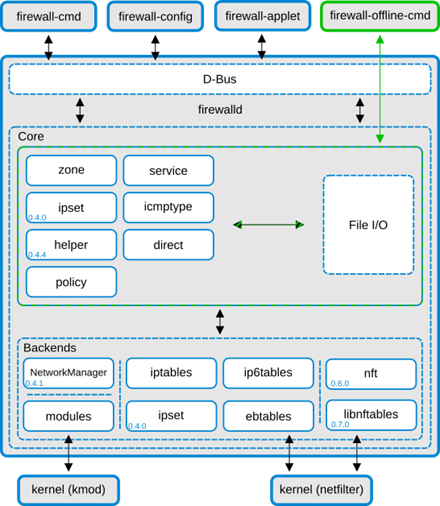 firewall-cmd
firewall-config
firewall-applet
firewall-offline-cmd
D-Bus
firewalld
Core
zone
service
ipset
0.4.0
icmptype
helper
0.4.4
direct
policy
File I/O
Backends
NetworkManager
0.4.1
iptables
ip6tables
nft
0.6.0
modules
ipset
0.4.0
ebtables
libnftables
0.7.0
kernel (kmod)
kernel (netfilter)